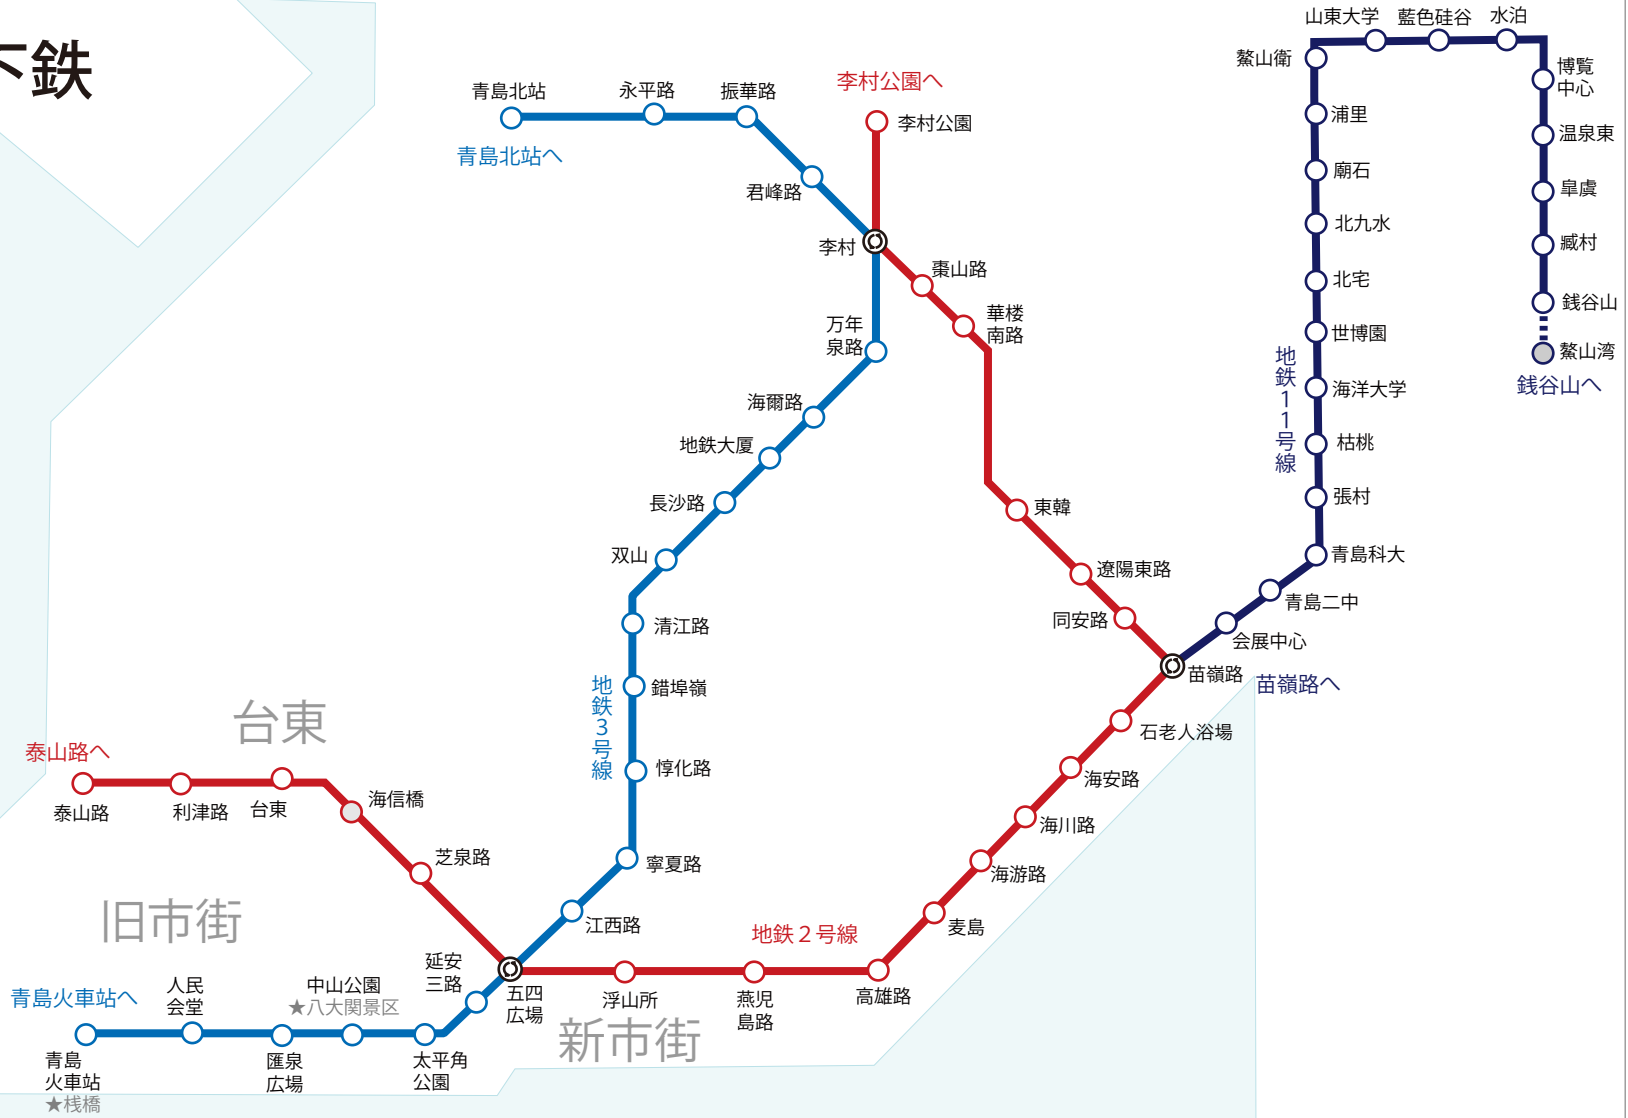 下鉄
青島北站
永平路
振華路
青島北站へ
君峰路
李村公園へ
李村公園
李村
棗山路
華楼
南路
万年
泉路
海爾路
地鉄大厦
長沙路
双山
清江路
錯埠嶺
地鉄3号線
惇化路
寧夏路
江西路
東韓
遼陽東路
同安路
苗嶺路
苗嶺路へ
石老人浴場
海安路
海川路
海游路
麦島
高雄路
地鉄２号線
燕児
島路
浮山所
五四
広場
延安
三路
芝泉路
海信橋
台東
台東
利津路
泰山路
泰山路へ
旧市街
新市街
青島火車站へ
人民
会堂
中山公園
★八大関景区
青島
火車站
★桟橋
匯泉
広場
太平角
公園
山東大学
藍色硅谷
水泊
鰲山衛
博覧
中心
浦里
温泉東
廟石
皐虞
北九水
臧村
北宅
銭谷山
世博園
鰲山湾
銭谷山へ
地鉄11号線
海洋大学
枯桃
張村
青島科大
青島二中
会展中心